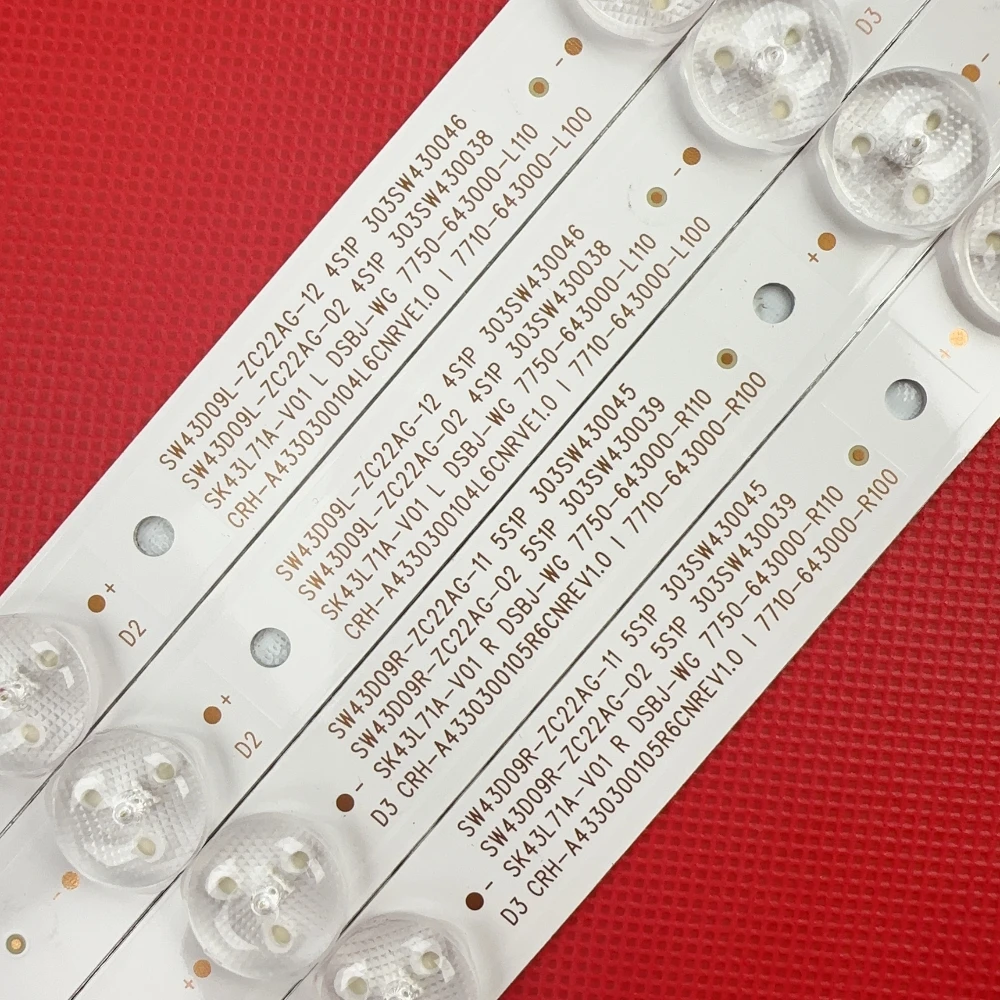 D3
-
-
SW43D09L-ZC22AG-12 4S1P 303SW430046
SW43D09L-ZC22AG-02 4S1P 303SW430038
SK43L71A-V01 L DSBJ-WG 7750-643000-L110
CRH-A4330300104L6CNRVE1.0 I 7710-643000-L100
+
D2
-
SW43D09L-ZC22AG-12 4S1P 303SW430046
SW43D09L-ZC22AG-02 4S1P 303SW430038
SK43L71A-V01 L DSBJ-WG 7750-643000-L110
CRH-A4330300104L6CNRVE1.0 I 7710-643000-L100
+
D2
-
+
SW43D09R-ZC22AG-11 5S1P 303SW430045
SW43D09R-ZC22AG-02 5S1P 303SW430039
- SK43L71A-V01 R DSBJ-WG 7750-643000-R110
D3 CRH-A4330300105R6CNREV1.0 I 7710-643000-R100
+
+
SW43D09R-ZC22AG-11 5S1P 303SW430045
SW43D09R-ZC22AG-02 5S1P 303SW430039
- SK43L71A-V01 R DSBJ-WG 7750-643000-R110
D3 CRH-A4330300105R6CNREV1.0 I 7710-643000-R100